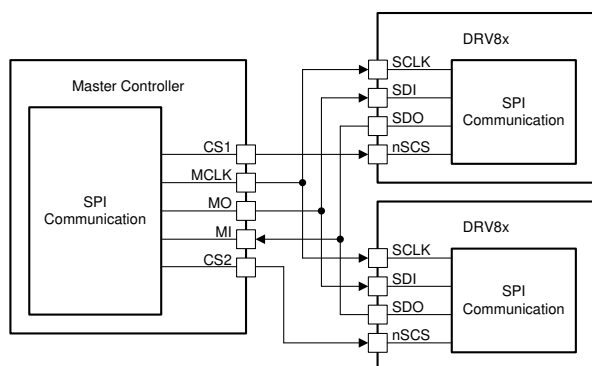 Master Controller
SPI
Communication
CS1
MCLK
MO
MI
CS2
DRV8x
SCLK
SDI
SDO
nSCS
SPI
Communication
DRV8x
SCLK
SDI
SDO
nSCS
SPI
Communication